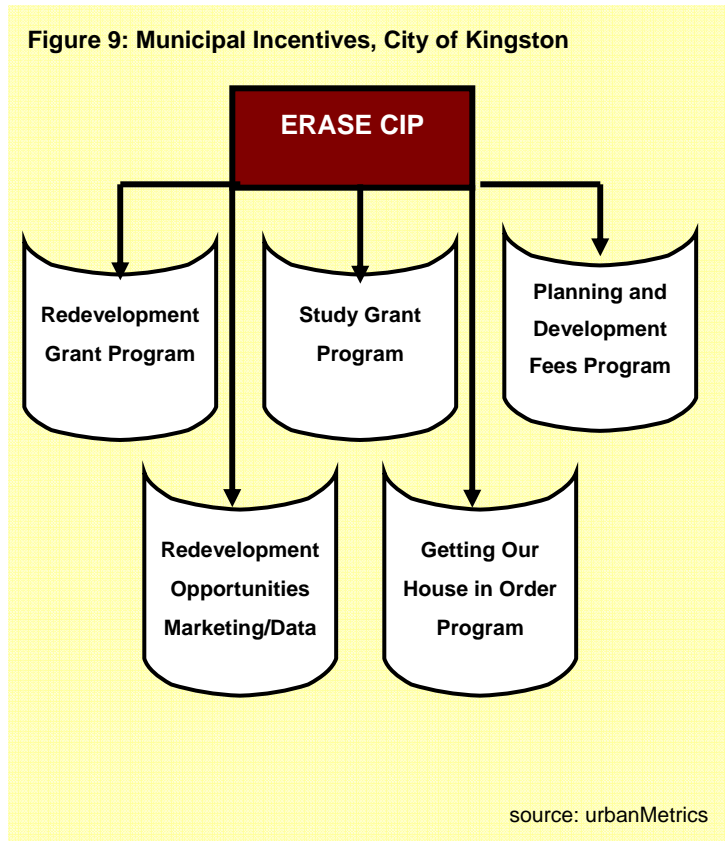 Figure 9: Municipal Incentives, City of Kingston
ERASE CIP
Redevelopment
Grant Program
Study Grant
Program
Planning and
Development
Fees Program
Redevelopment
Opportunities
Marketing/Data
Getting Our
House in Order
Program
source: urbanMetrics